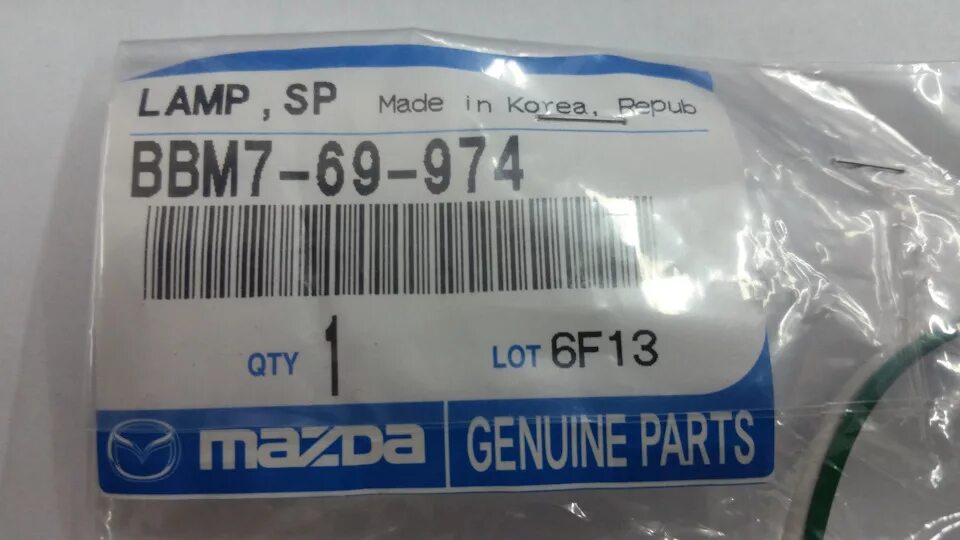 LAMP, SP Made in Korea, Repub
BBM7-69-974
QTY 1 LOT 6F13
mazda GENUINE PARTS